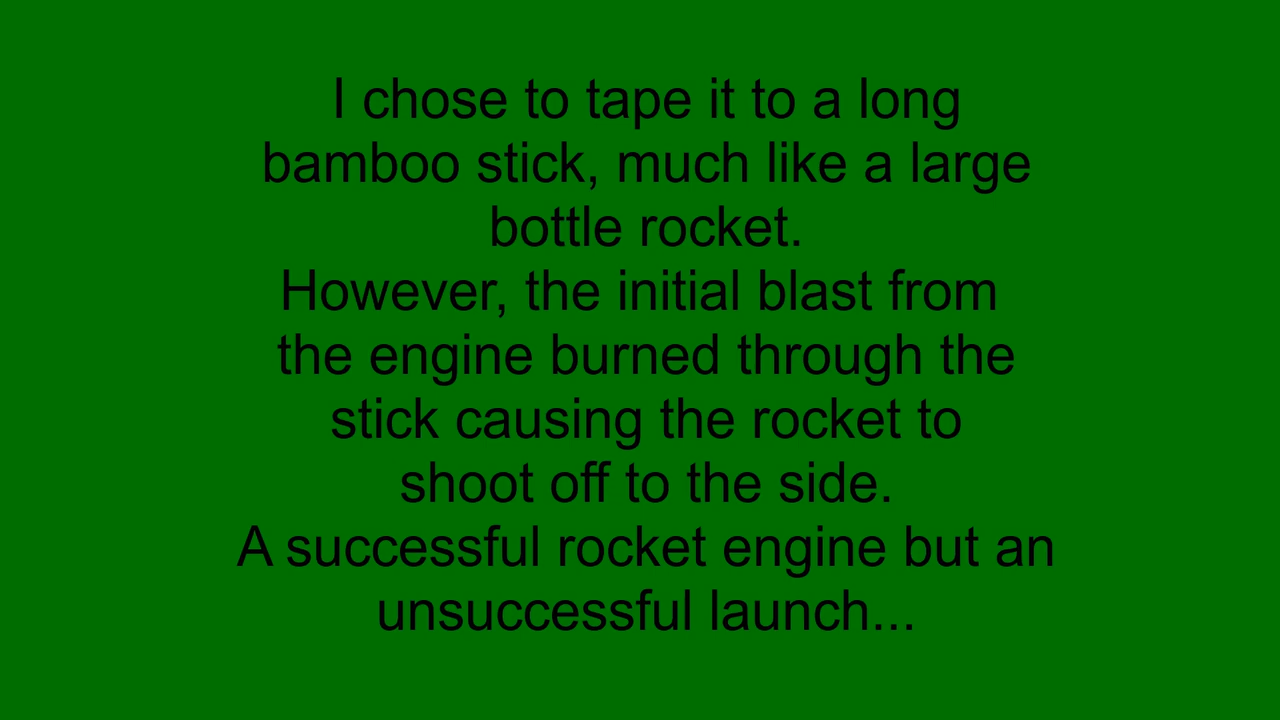 I chose to tape it to a long
bamboo stick, much like a large
bottle rocket.
However, the initial blast from
the engine burned through the
stick causing the rocket to
shoot off to the side.
A successful rocket engine but an
unsuccessful launch...